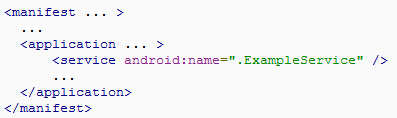 <manifest ... >
  ...
  <application ... >
      <service android:name=".ExampleService" />
      ...
  </application>
</manifest>